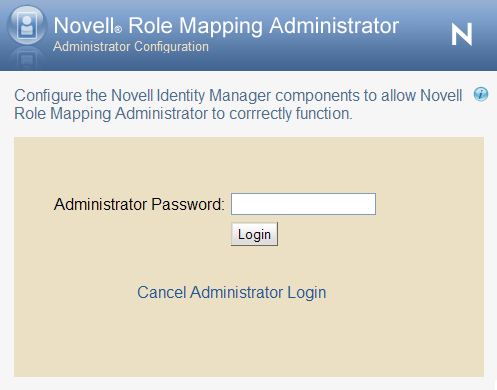 Novell® Role Mapping Administrator
Administrator Configuration
N
Configure the Novell Identity Manager components to allow Novell
Role Mapping Administrator to corrrectly function.
Administrator Password:
Login
Cancel Administrator Login